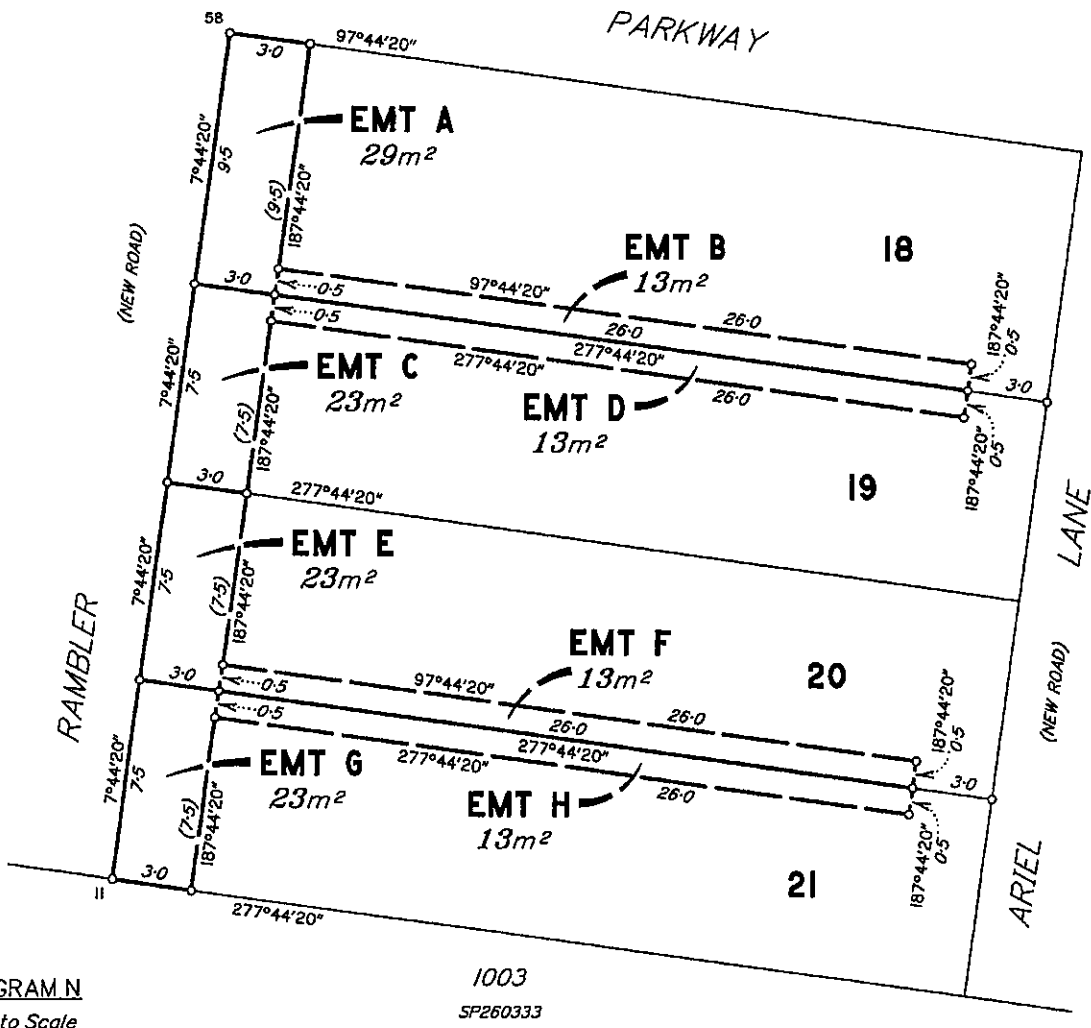 PARKWAY
58
3·0
97°44'20"
EMT A
29m²
7°44'20"
9·5
(9·5)
187°44'20"
(NEW ROAD)
EMT B
13m²
18
3·0
0·5
0·5
97°44'20"
26·0
26·0
277°44'20"
187°44'20"
0·5
3·0
EMT C
23m²
7°44'20"
7·5
(7·5)
187°44'20"
277°44'20"
26·0
EMT D
13m²
187°44'20"
0·5
19
3·0
277°44'20"
LANE
EMT E
23m²
7°44'20"
7·5
(7·5)
187°44'20"
RAMBLER
EMT F
13m²
20
(NEW ROAD)
3·0
0·5
0·5
97°44'20"
26·0
26·0
277°44'20"
187°44'20"
0·5
3·0
EMT G
23m²
7°44'20"
7·5
(7·5)
187°44'20"
277°44'20"
26·0
EMT H
13m²
187°44'20"
0·5
21
ARIEL
11
3·0
277°44'20"
1003
SP260333
GRAM N
to Scale